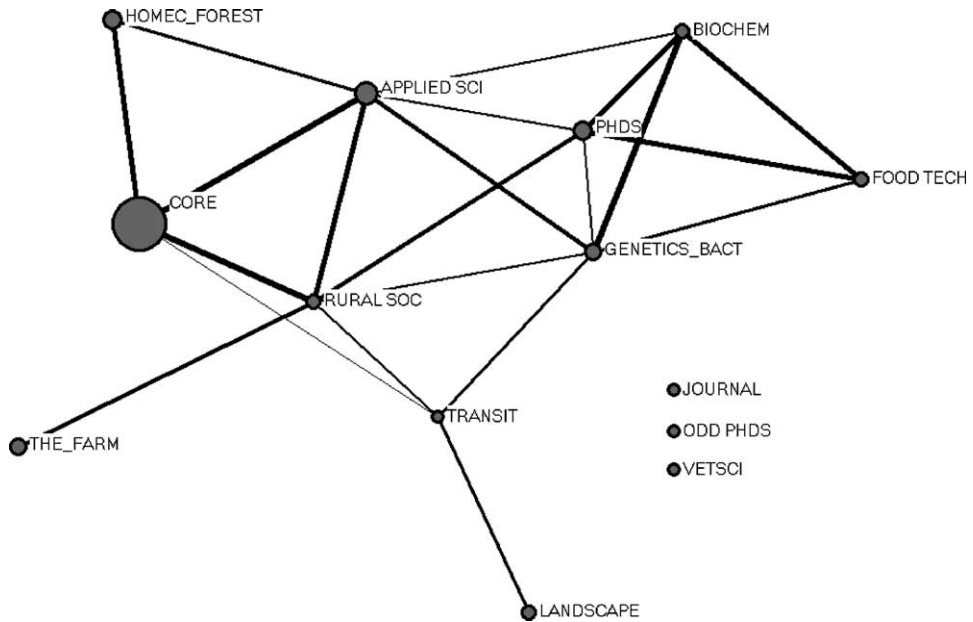 HOMEC_FOREST
BIOCHEM
APPLIED SCI
PHDS
FOOD TECH
CORE
GENETICS_BACT
RURAL SOC
JOURNAL
TRANSIT
ODD PHDS
THE_FARM
VETSCI
LANDSCAPE